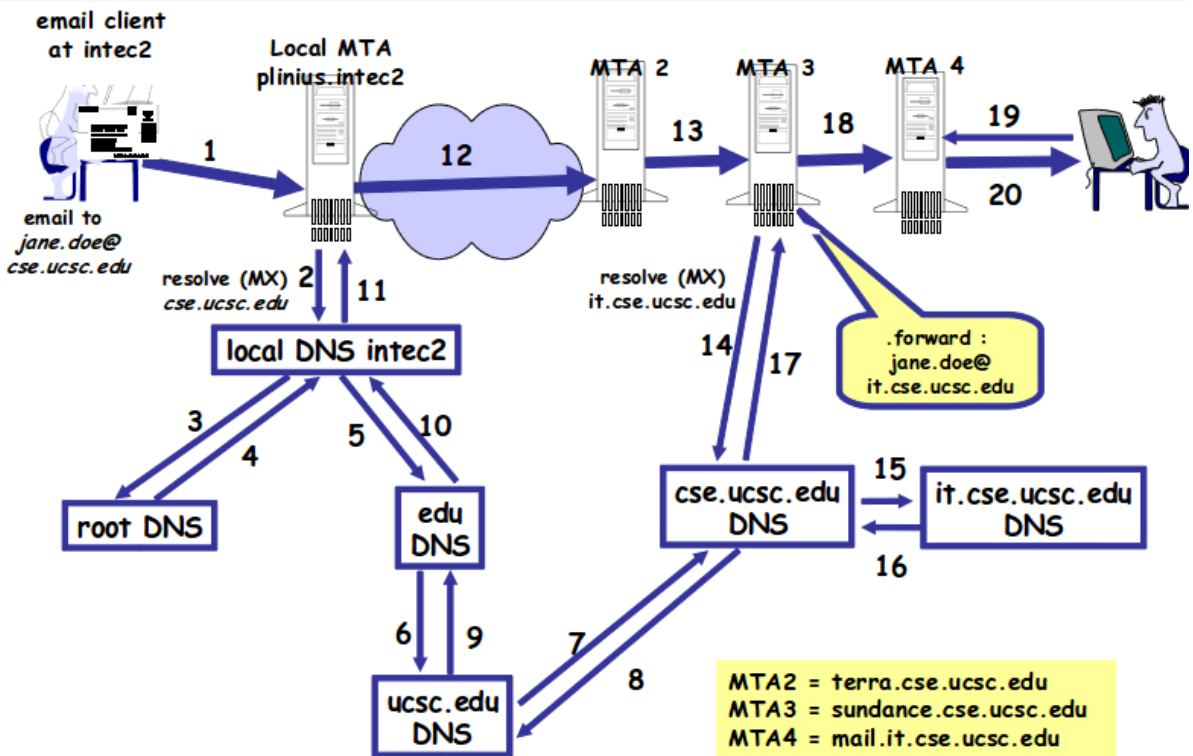 email client
at intec2
Local MTA
plinius.intec2
MTA 2
MTA 3
MTA 4
1
12
13
18
19
20
email to
jane.doe@
cse.ucsc.edu
resolve (MX)
cse.ucsc.edu
2
11
resolve (MX)
it.cse.ucsc.edu
14
17
.forward :
jane.doe@
it.cse.ucsc.edu
local DNS intec2
3
4
5
10
root DNS
edu
DNS
cse.ucsc.edu
DNS
15
16
it.cse.ucsc.edu
DNS
6
9
7
8
ucsc.edu
DNS
MTA2 = terra.cse.ucsc.edu
MTA3 = sundance.cse.ucsc.edu
MTA4 = mail.it.cse.ucsc.edu